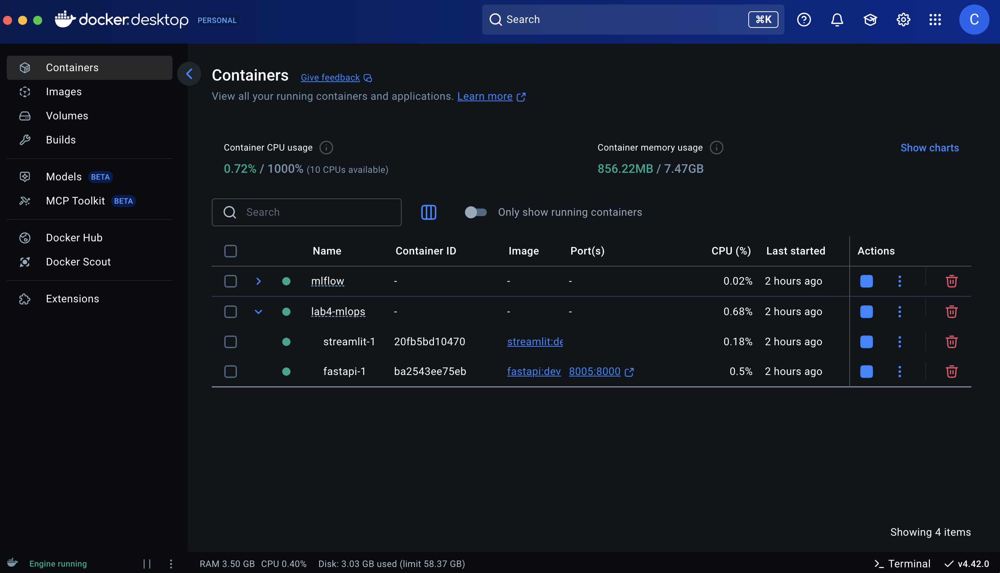 docker desktop PERSONAL
Search ⌘K
C
Containers
Images
Volumes
Builds
Models BETA
MCP Toolkit BETA
Docker Hub
Docker Scout
Extensions
Containers Give feedback
View all your running containers and applications. Learn more
Container CPU usage
0.72% / 1000% (10 CPUs available)
Container memory usage
856.22MB / 7.47GB
Show charts
Search
Only show running containers
Name Container ID Image Port(s) CPU (%) Last started Actions
mlflow - - - 0.02% 2 hours ago
lab4-mlops - - - 0.68% 2 hours ago
streamlit-1 20fb5bd10470 streamlit:de 0.18% 2 hours ago
fastapi-1 ba2543ee75eb fastapi:dev 8005:8000 0.5% 2 hours ago
Showing 4 items
Engine running
RAM 3.50 GB CPU 0.40% Disk: 3.03 GB used (limit 58.37 GB)
Terminal v4.42.0